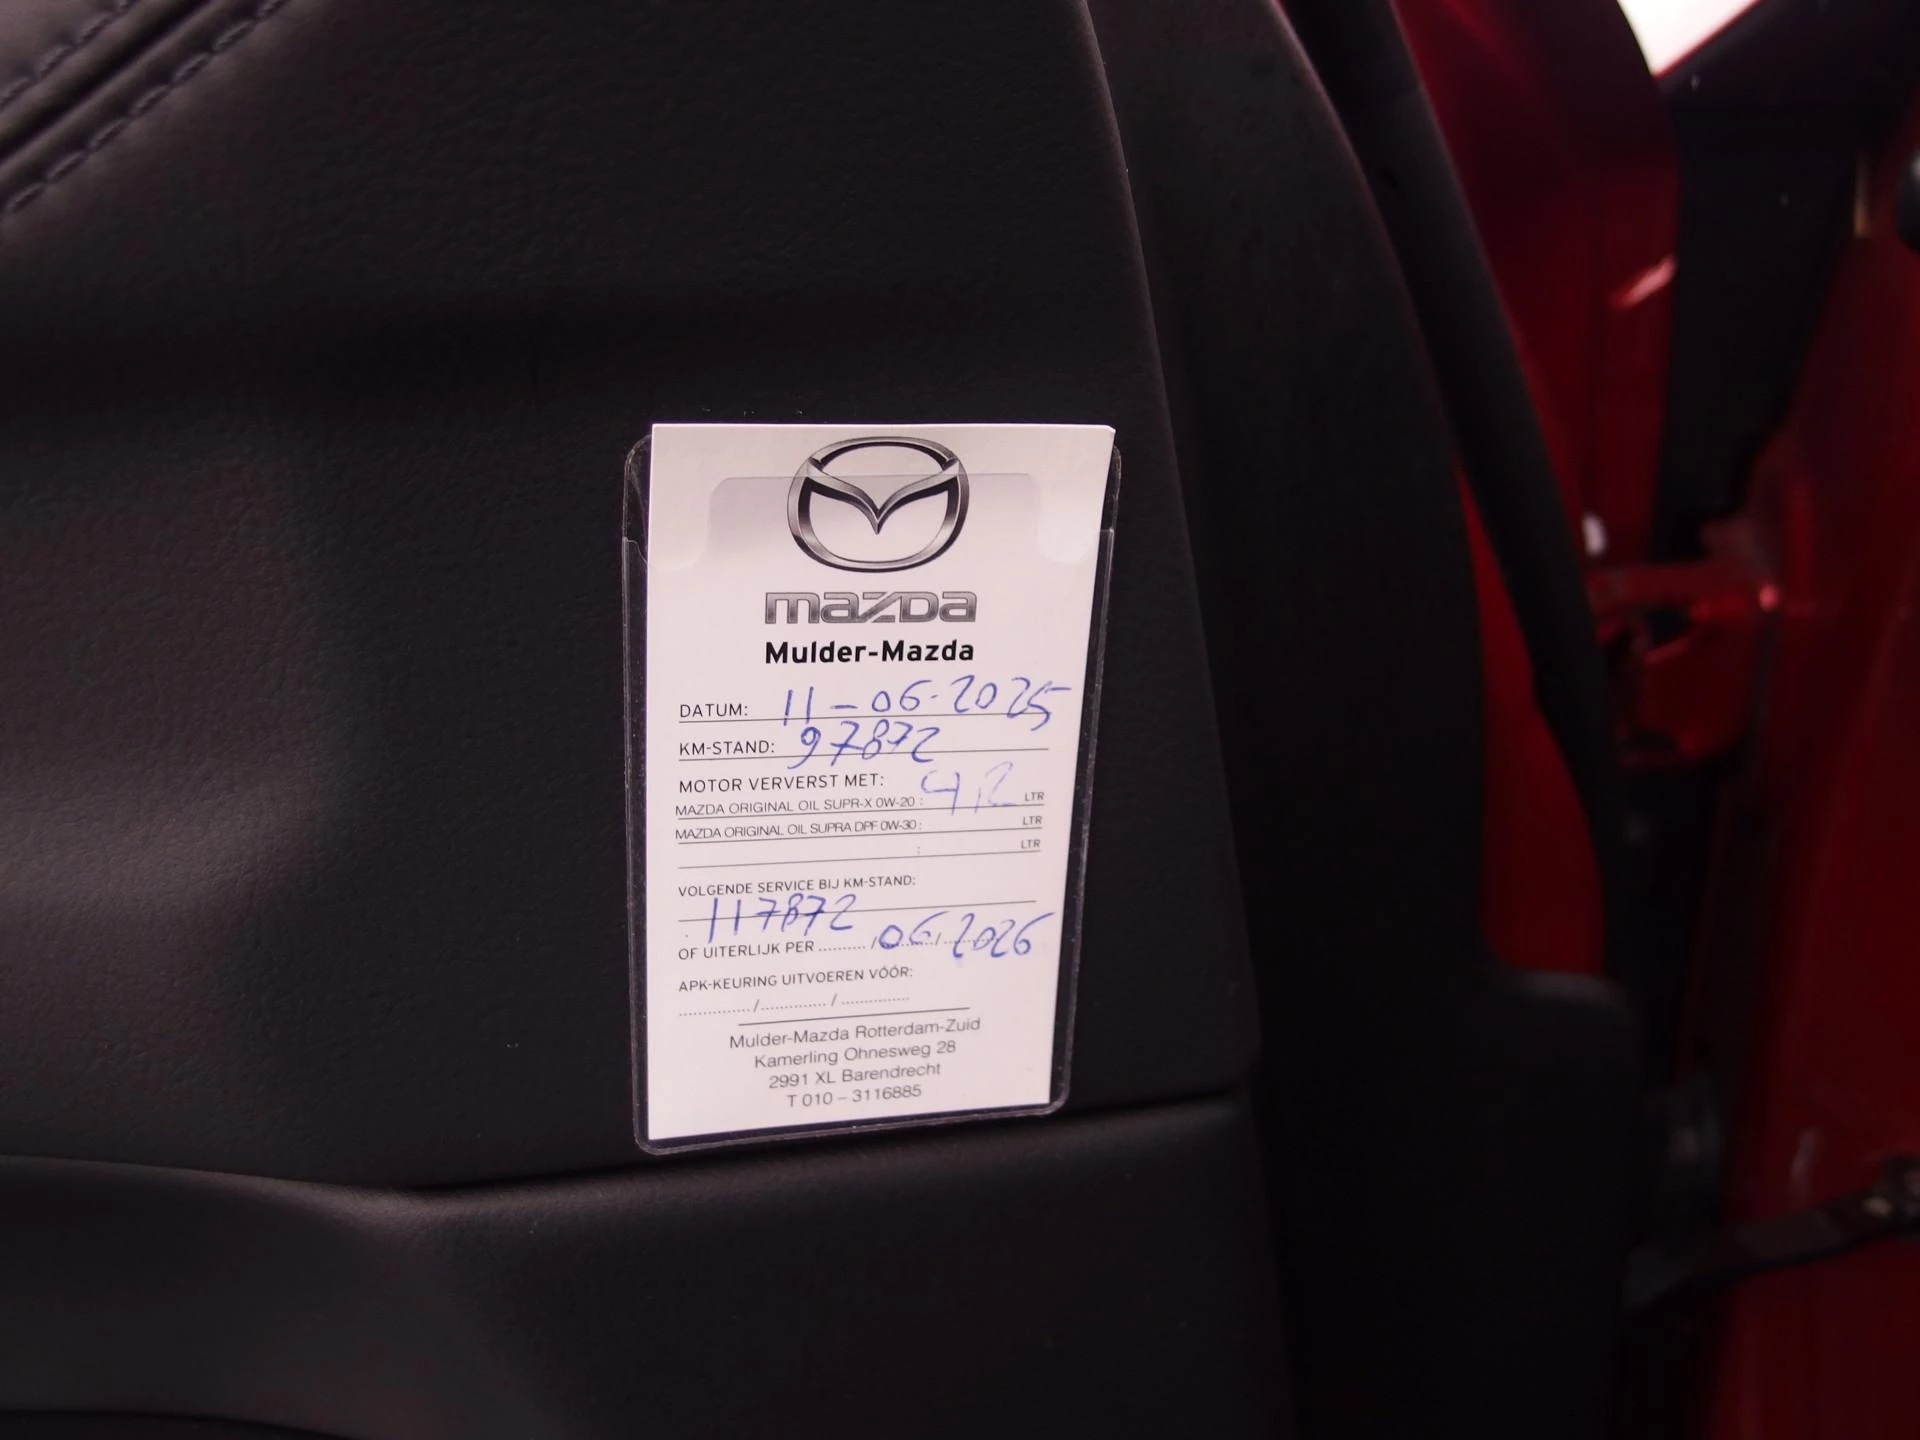 mazda
Mulder-Mazda
DATUM: 11-06-2025
KM-STAND: 97872
MOTOR VERVERST MET:
MAZDA ORIGINAL OIL SUPR-X 0W-20 : 4,2 LTR
MAZDA ORIGINAL OIL SUPRA DPF 0W-30 : LTR
: LTR
VOLGENDE SERVICE BIJ KM-STAND:
117872
OF UITERLIJK PER ........../06/2026
APK-KEURING UITVOEREN VÓÓR:
.............../............../...............
Mulder-Mazda Rotterdam-Zuid
Kamerling Ohnesweg 28
2991 XL Barendrecht
T 010 – 3116885